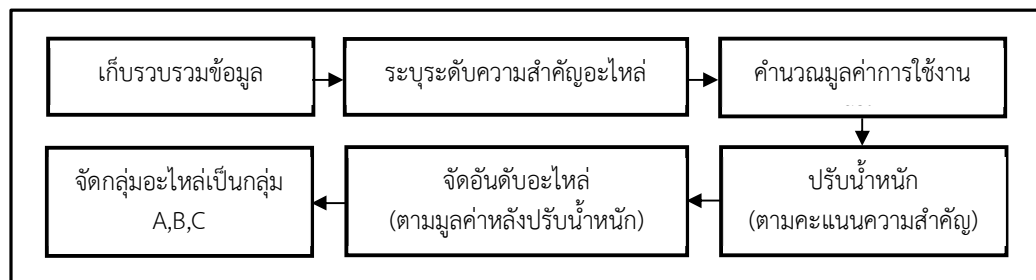 เก็บรวบรวมข้อมูล
ระบุระดับความสำคัญอะไหล่
คำนวณมูลค่าการใช้งาน
ปรับน้ำหนัก
(ตามคะแนนความสำคัญ)
จัดอันดับอะไหล่
(ตามมูลค่าหลังปรับน้ำหนัก)
จัดกลุ่มอะไหล่เป็นกลุ่ม
A,B,C